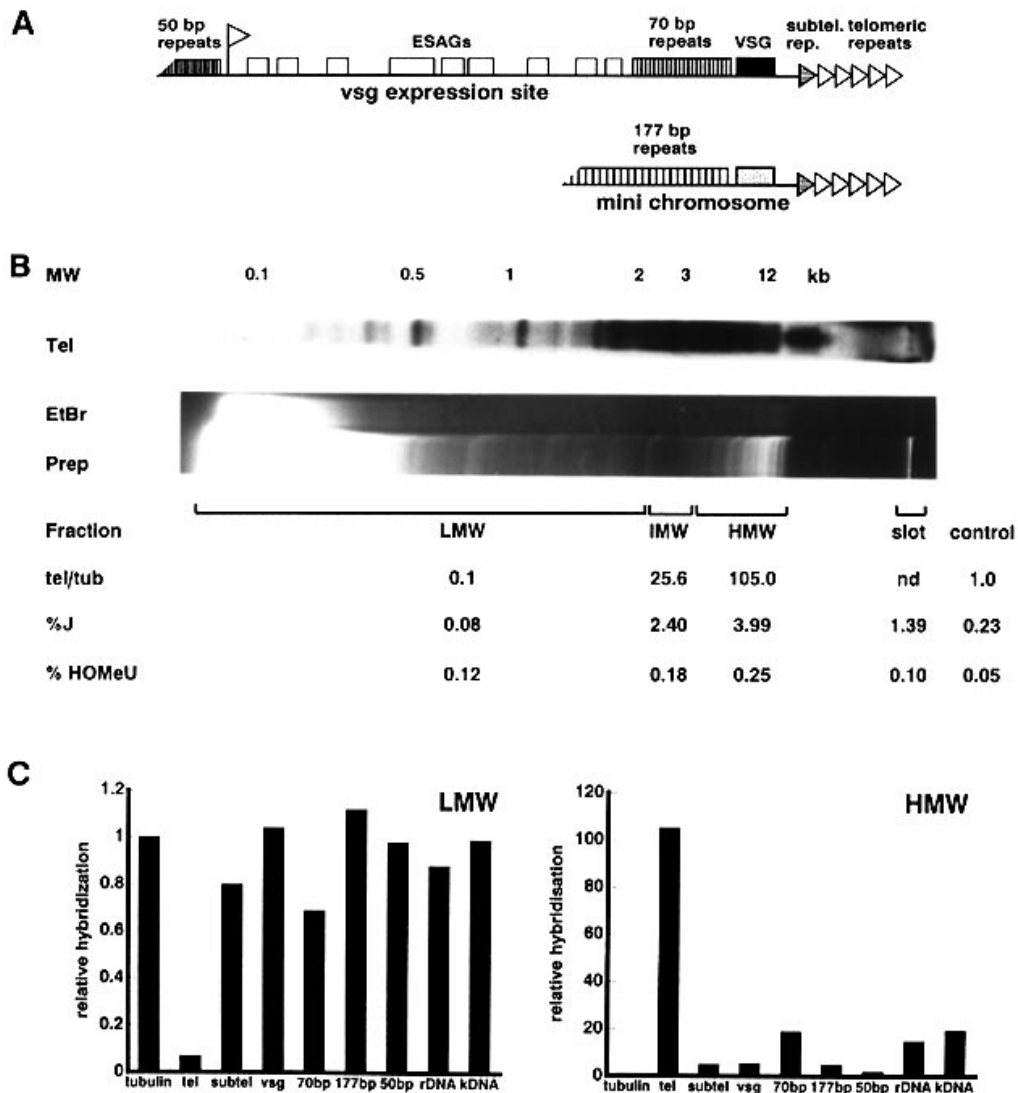 A
50 bp
repeats
ESAGs
70 bp
repeats
VSG
subtel. telomeric
rep. repeats
vsg expression site
177 bp
repeats
mini chromosome
B
MW 0.1 0.5 1 2 3 12 kb
Tel
EtBr
Prep
Fraction LMW IMW HMW slot control
tel/tub 0.1 25.6 105.0 nd 1.0
%J 0.08 2.40 3.99 1.39 0.23
% HOMeU 0.12 0.18 0.25 0.10 0.05
C
LMW
relative hybridization
1.2
1
0.8
0.6
0.4
0.2
0
tubulin tel subtel vsg 70bp 177bp 50bp rDNA kDNA
HMW
relative hybridisation
120
100
80
60
40
20
0
tubulin tel subtel vsg 70bp 177bp 50bp rDNA kDNA